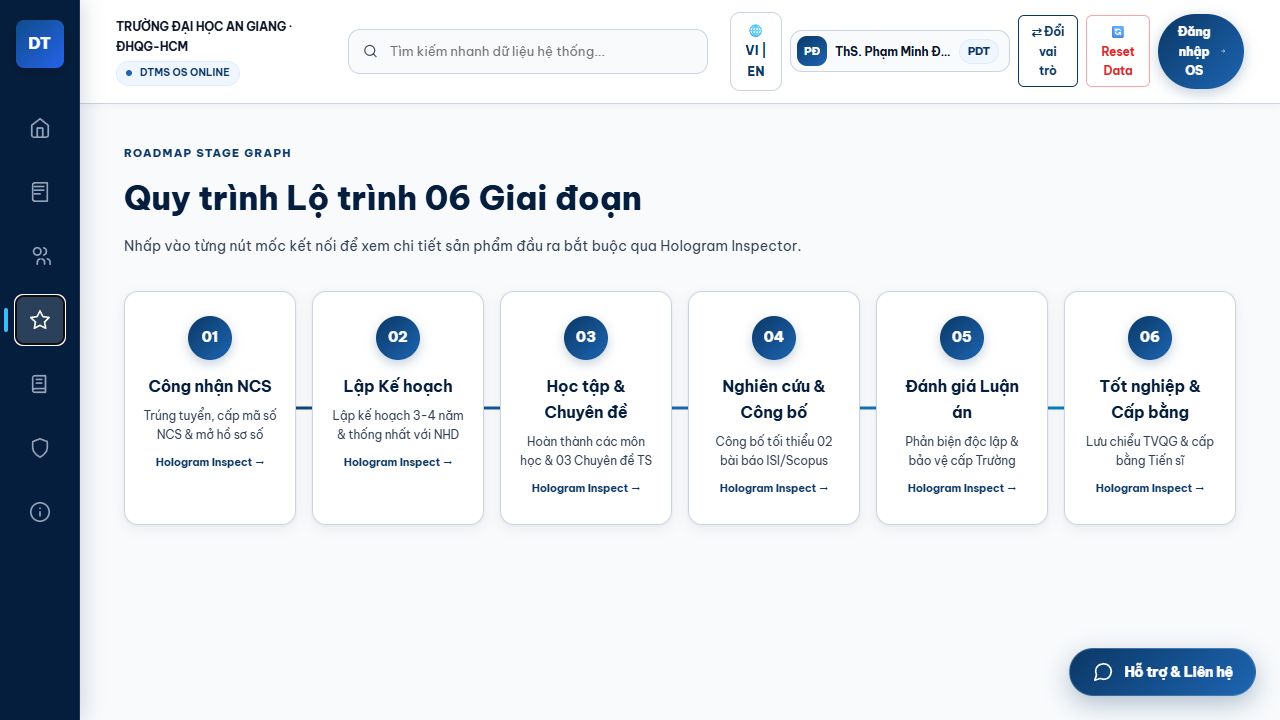 DT
TRƯỜNG ĐẠI HỌC AN GIANG ·
ĐHQG-HCM
DTMS OS ONLINE
Tìm kiếm nhanh dữ liệu hệ thống...
VI |
EN
PĐ
ThS. Phạm Minh Đ...
PDT
⇄ Đổi
vai
trò
Reset
Data
Đăng
nhập →
OS
ROADMAP STAGE GRAPH
Quy trình Lộ trình 06 Giai đoạn
Nhấp vào từng nút mốc kết nối để xem chi tiết sản phẩm đầu ra bắt buộc qua Hologram Inspector.
01
Công nhận NCS
Trúng tuyển, cấp mã số
NCS & mở hồ sơ số
Hologram Inspect →
02
Lập Kế hoạch
Lập kế hoạch 3-4 năm
& thống nhất với NHD
Hologram Inspect →
03
Học tập &
Chuyên đề
Hoàn thành các môn
học & 03 Chuyên đề TS
Hologram Inspect →
04
Nghiên cứu &
Công bố
Công bố tối thiểu 02
bài báo ISI/Scopus
Hologram Inspect →
05
Đánh giá Luận
án
Phản biện độc lập &
bảo vệ cấp Trường
Hologram Inspect →
06
Tốt nghiệp &
Cấp bằng
Lưu chiểu TVQG & cấp
bằng Tiến sĩ
Hologram Inspect →
Hỗ trợ & Liên hệ